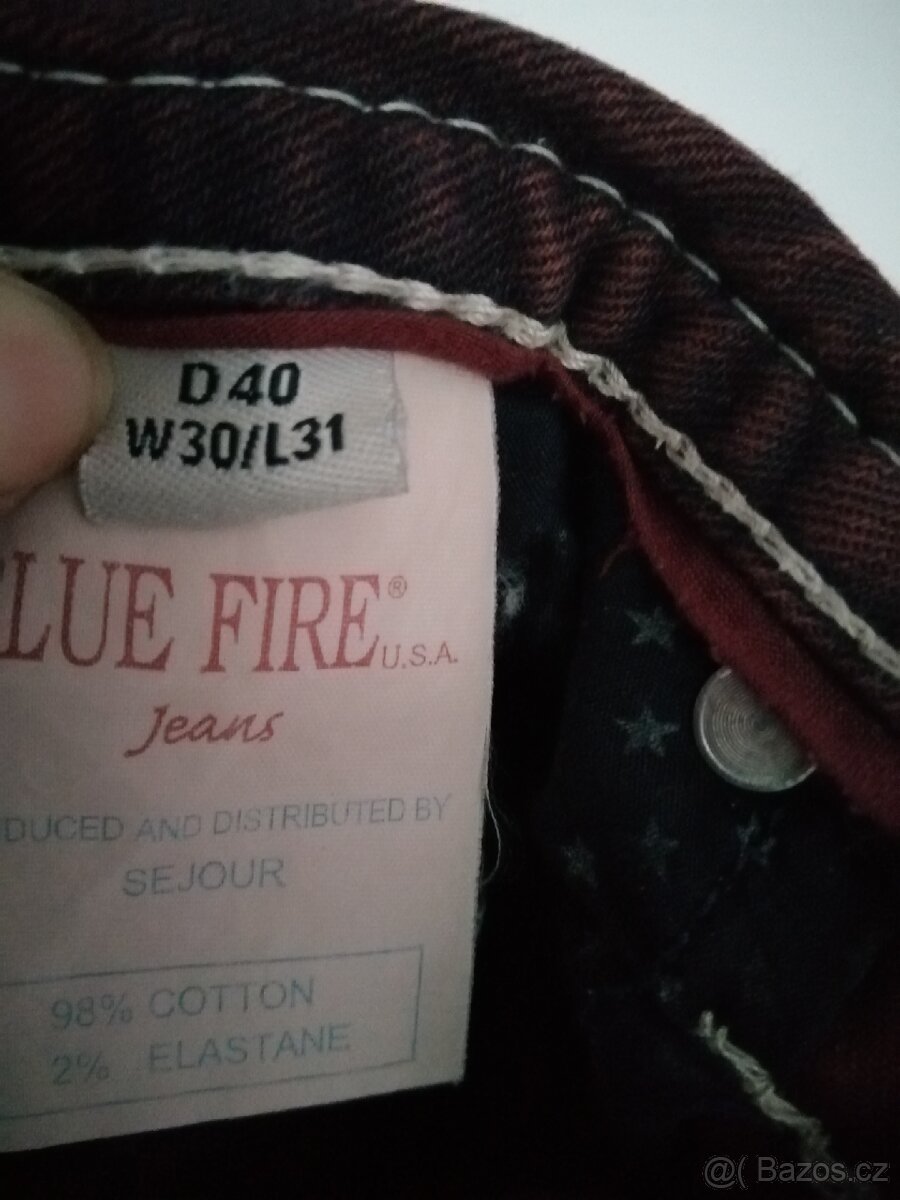 D 40
W30/L31
LUE FIRE® U.S.A.
Jeans
DUCED AND DISTRIBUTED BY
SEJOUR
98% COTTON
2% ELASTANE
@( Bazos.cz